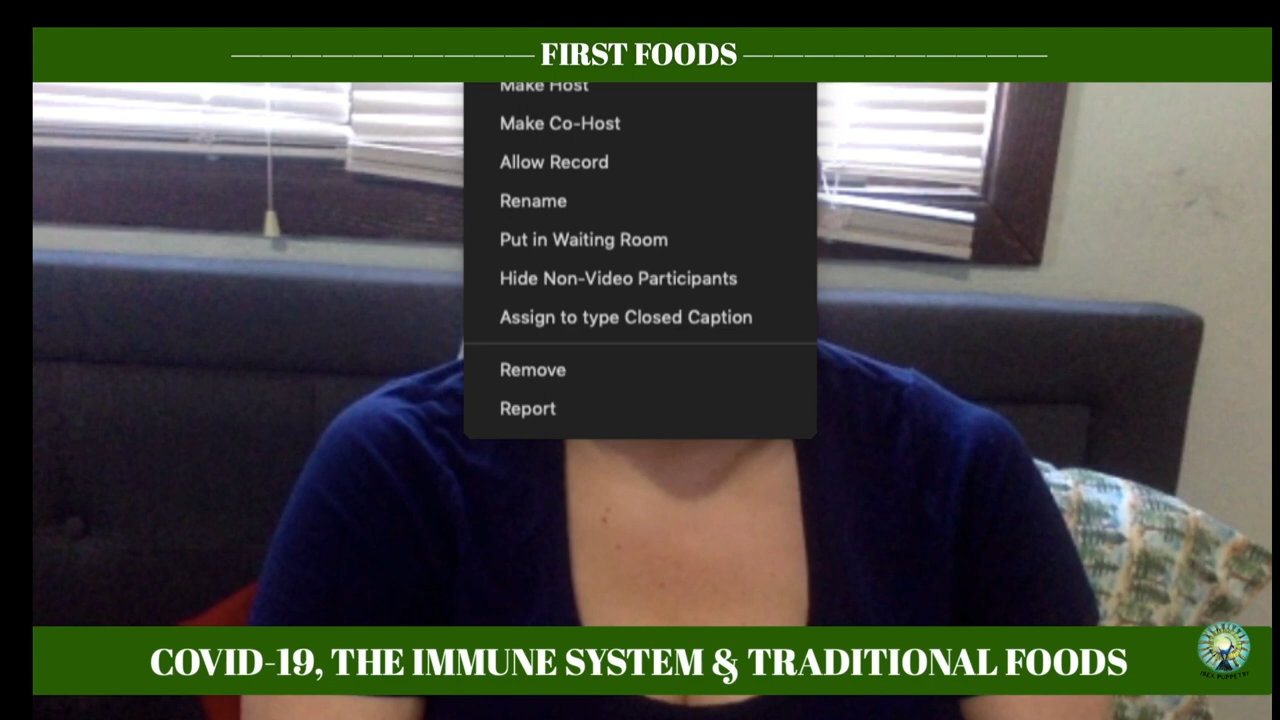 FIRST FOODS
Make Host
Make Co-Host
Allow Record
Rename
Put in Waiting Room
Hide Non-Video Participants
Assign to type Closed Caption
Remove
Report
COVID-19, THE IMMUNE SYSTEM & TRADITIONAL FOODS